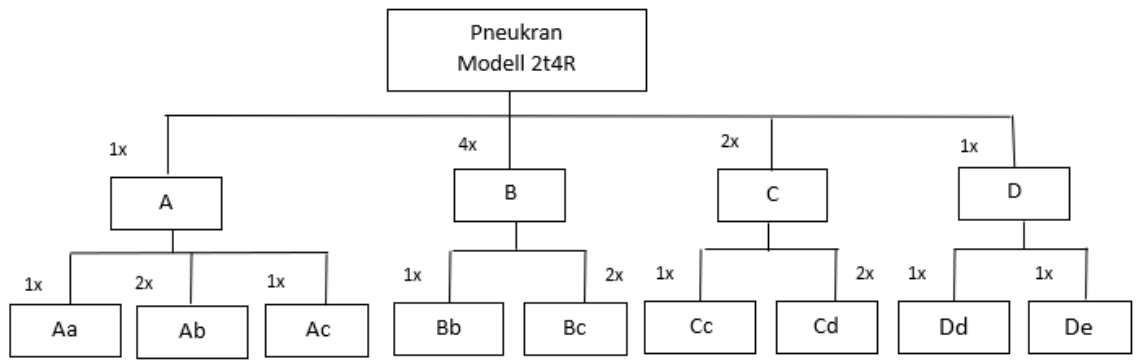 Pneukran
Modell 2t4R
1x
4x
2x
1x
A
B
C
D
1x
2x
1x
1x
2x
1x
2x
1x
1x
Aa
Ab
Ac
Bb
Bc
Cc
Cd
Dd
De